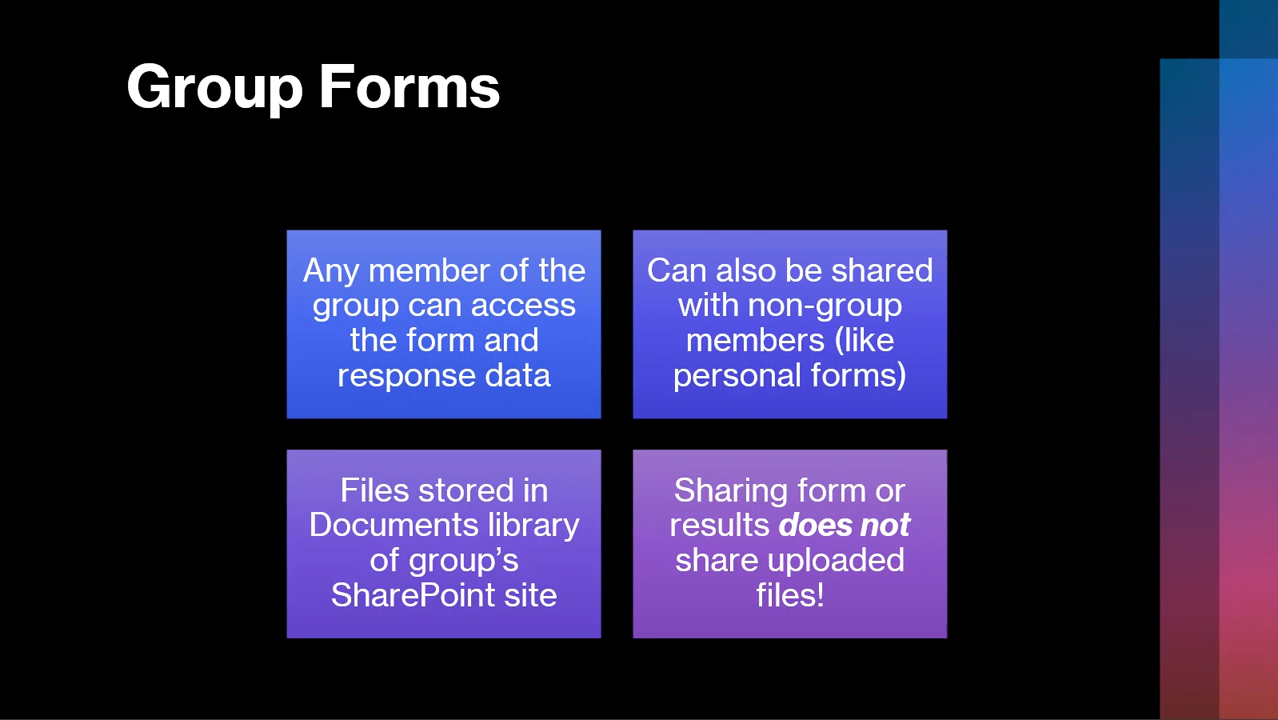 Group Forms
Any member of the
group can access
the form and
response data
Can also be shared
with non-group
members (like
personal forms)
Files stored in
Documents library
of group’s
SharePoint site
Sharing form or
results does not
share uploaded
files!